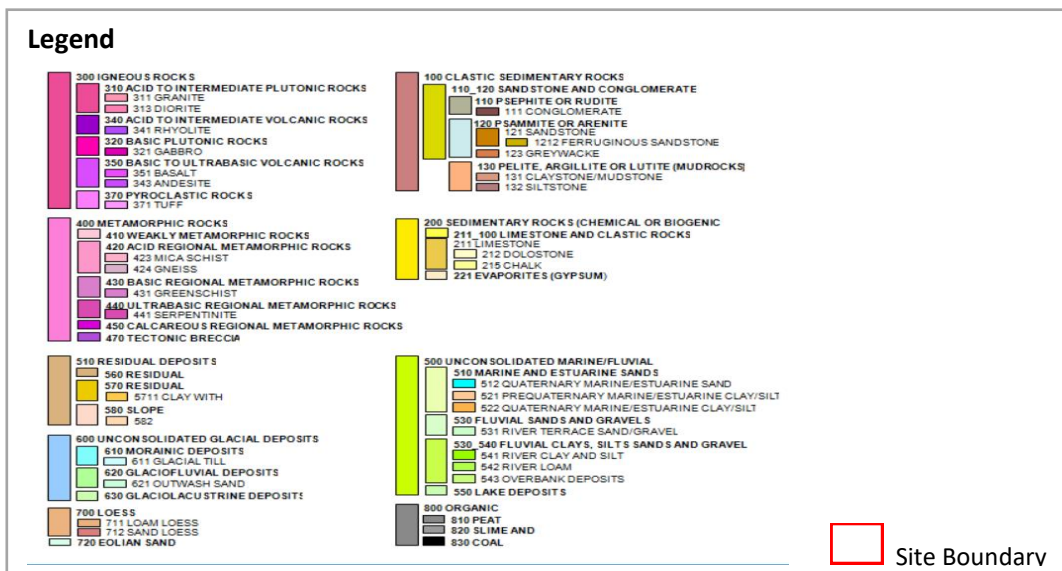 Legend
300 IGNEOUS ROCKS
310 ACID TO INTERMEDIATE PLUTONIC ROCKS
311 GRANITE
313 DIORITE
340 ACID TO INTERMEDIATE VOLCANIC ROCKS
341 RHYOLITE
320 BASIC PLUTONIC ROCKS
321 GABBRO
350 BASIC TO ULTRABASIC VOLCANIC ROCKS
351 BASALT
343 ANDESITE
370 PYROCLASTIC ROCKS
371 TUFF
400 METAMORPHIC ROCKS
410 WEAKLY METAMORPHIC ROCKS
420 ACID REGIONAL METAMORPHIC ROCKS
423 MICA SCHIST
424 GNEISS
430 BASIC REGIONAL METAMORPHIC ROCKS
431 GREENSCHIST
440 ULTRABASIC REGIONAL METAMORPHIC ROCKS
441 SERPENTINITE
450 CALCAREOUS REGIONAL METAMORPHIC ROCKS
470 TECTONIC BRECCIA
510 RESIDUAL DEPOSITS
560 RESIDUAL
570 RESIDUAL
5711 CLAY WITH
580 SLOPE
582
600 UNCONSOLIDATED GLACIAL DEPOSITS
610 MORAINIC DEPOSITS
611 GLACIAL TILL
620 GLACIOFLUVIAL DEPOSITS
621 OUTWASH SAND
630 GLACIOLACUSTRINE DEPOSITS
700 LOESS
711 LOAM LOESS
712 SAND LOESS
720 EOLIAN SAND
100 CLASTIC SEDIMENTARY ROCKS
110_120 SANDSTONE AND CONGLOMERATE
110 PSEPHITE OR RUDITE
111 CONGLOMERATE
120 PSAMMITE OR ARENITE
121 SANDSTONE
1212 FERRUGINOUS SANDSTONE
123 GREYWACKE
130 PELITE, ARGILLITE OR LUTITE (MUDROCKS)
131 CLAYSTONE/MUDSTONE
132 SILTSTONE
200 SEDIMENTARY ROCKS (CHEMICAL OR BIOGENIC
211_100 LIMESTONE AND CLASTIC ROCKS
211 LIMESTONE
212 DOLOSTONE
215 CHALK
221 EVAPORITES (GYPSUM)
500 UNCONSOLIDATED MARINE/FLUVIAL
510 MARINE AND ESTUARINE SANDS
512 QUATERNARY MARINE/ESTUARINE SAND
521 PREQUATERNARY MARINE/ESTUARINE CLAY/SILT
522 QUATERNARY MARINE/ESTUARINE CLAY/SILT
530 FLUVIAL SANDS AND GRAVELS
531 RIVER TERRACE SAND/GRAVEL
530_540 FLUVIAL CLAYS, SILTS SANDS AND GRAVEL
541 RIVER CLAY AND SILT
542 RIVER LOAM
543 OVERBANK DEPOSITS
550 LAKE DEPOSITS
800 ORGANIC
810 PEAT
820 SLIME AND
830 COAL
Site Boundary